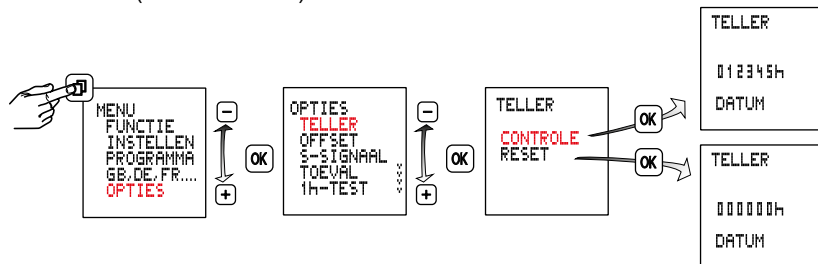 MENU
FUNCTIE
INSTELLEN
PROGRAMMA
GB,DE,FR....
OPTIES
OK
OPTIES
TELLER
OFFSET
S-SIGNAAL
TOEVAL
1h-TEST
OK
TELLER
CONTROLE
RESET
OK
OK
TELLER
012345h
DATUM
TELLER
000000h
DATUM